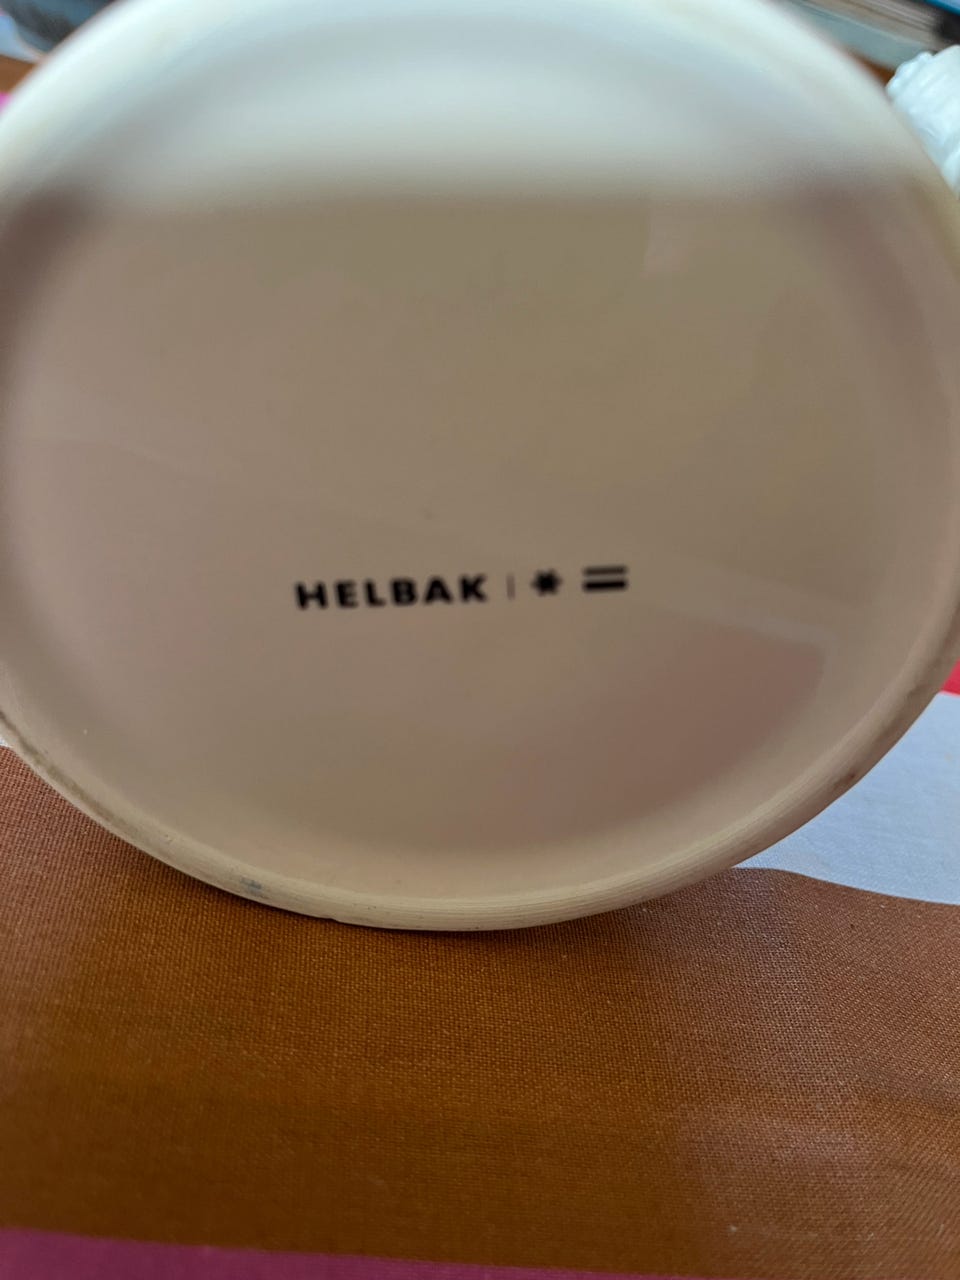 HELBAK | * =